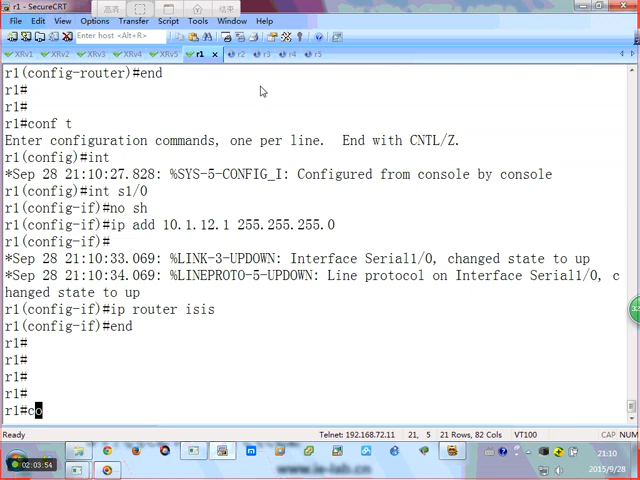 r1 - SecureCRT
高清
结束
File Edit View Options Transfer Script Tools Window Help
Enter host <Alt+R>
XRv1 XRv2 XRv3 XRv4 XRv5 r1 r2 r3 r4 r5
r1(config-router)#end
r1#
r1#
r1#conf t
Enter configuration commands, one per line.  End with CNTL/Z.
r1(config)#int
*Sep 28 21:10:27.828: %SYS-5-CONFIG_I: Configured from console by console
r1(config)#int s1/0
r1(config-if)#no sh
r1(config-if)#ip add 10.1.12.1 255.255.255.0
r1(config-if)#
*Sep 28 21:10:33.069: %LINK-3-UPDOWN: Interface Serial1/0, changed state to up
*Sep 28 21:10:34.069: %LINEPROTO-5-UPDOWN: Line protocol on Interface Serial1/0, c
hanged state to up
r1(config-if)#ip router isis
r1(config-if)#end
r1#
r1#
r1#
r1#
r1#co
Ready Telnet: 192.168.72.11 21, 5 21 Rows, 82 Cols VT100 CAP NUM
21:10
02:03:54
www.ie-lab.cn
2015/9/28